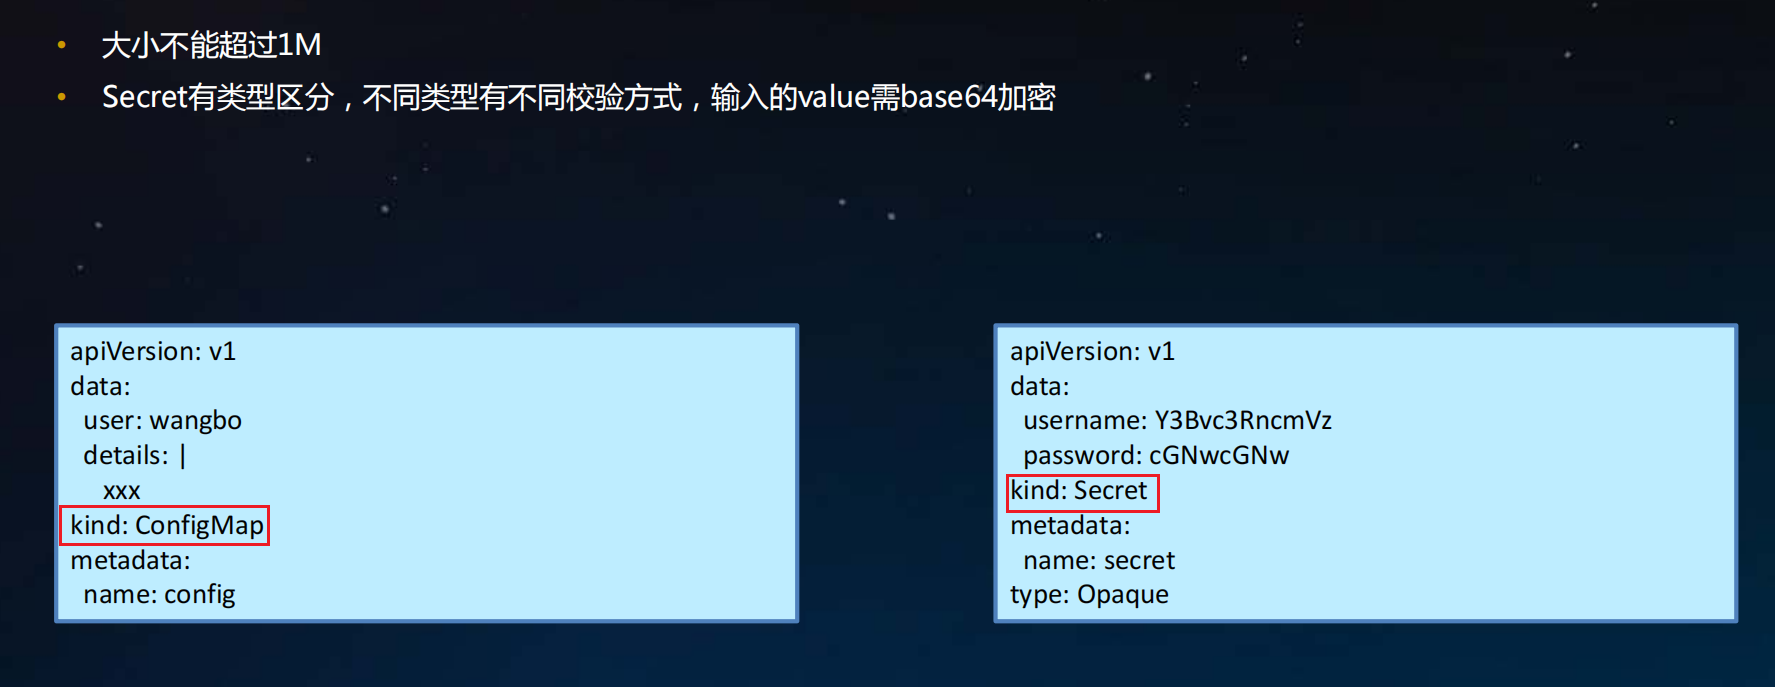 大小不能超过1M
Secret有类型区分，不同类型有不同校验方式，输入的value需base64加密
apiVersion: v1
data:
user: wangbo
details: |
xxx
kind: ConfigMap
metadata:
name: config
apiVersion: v1
data:
username: Y3Bvc3RncmVz
password: cGNwcGNw
kind: Secret
metadata:
name: secret
type: Opaque